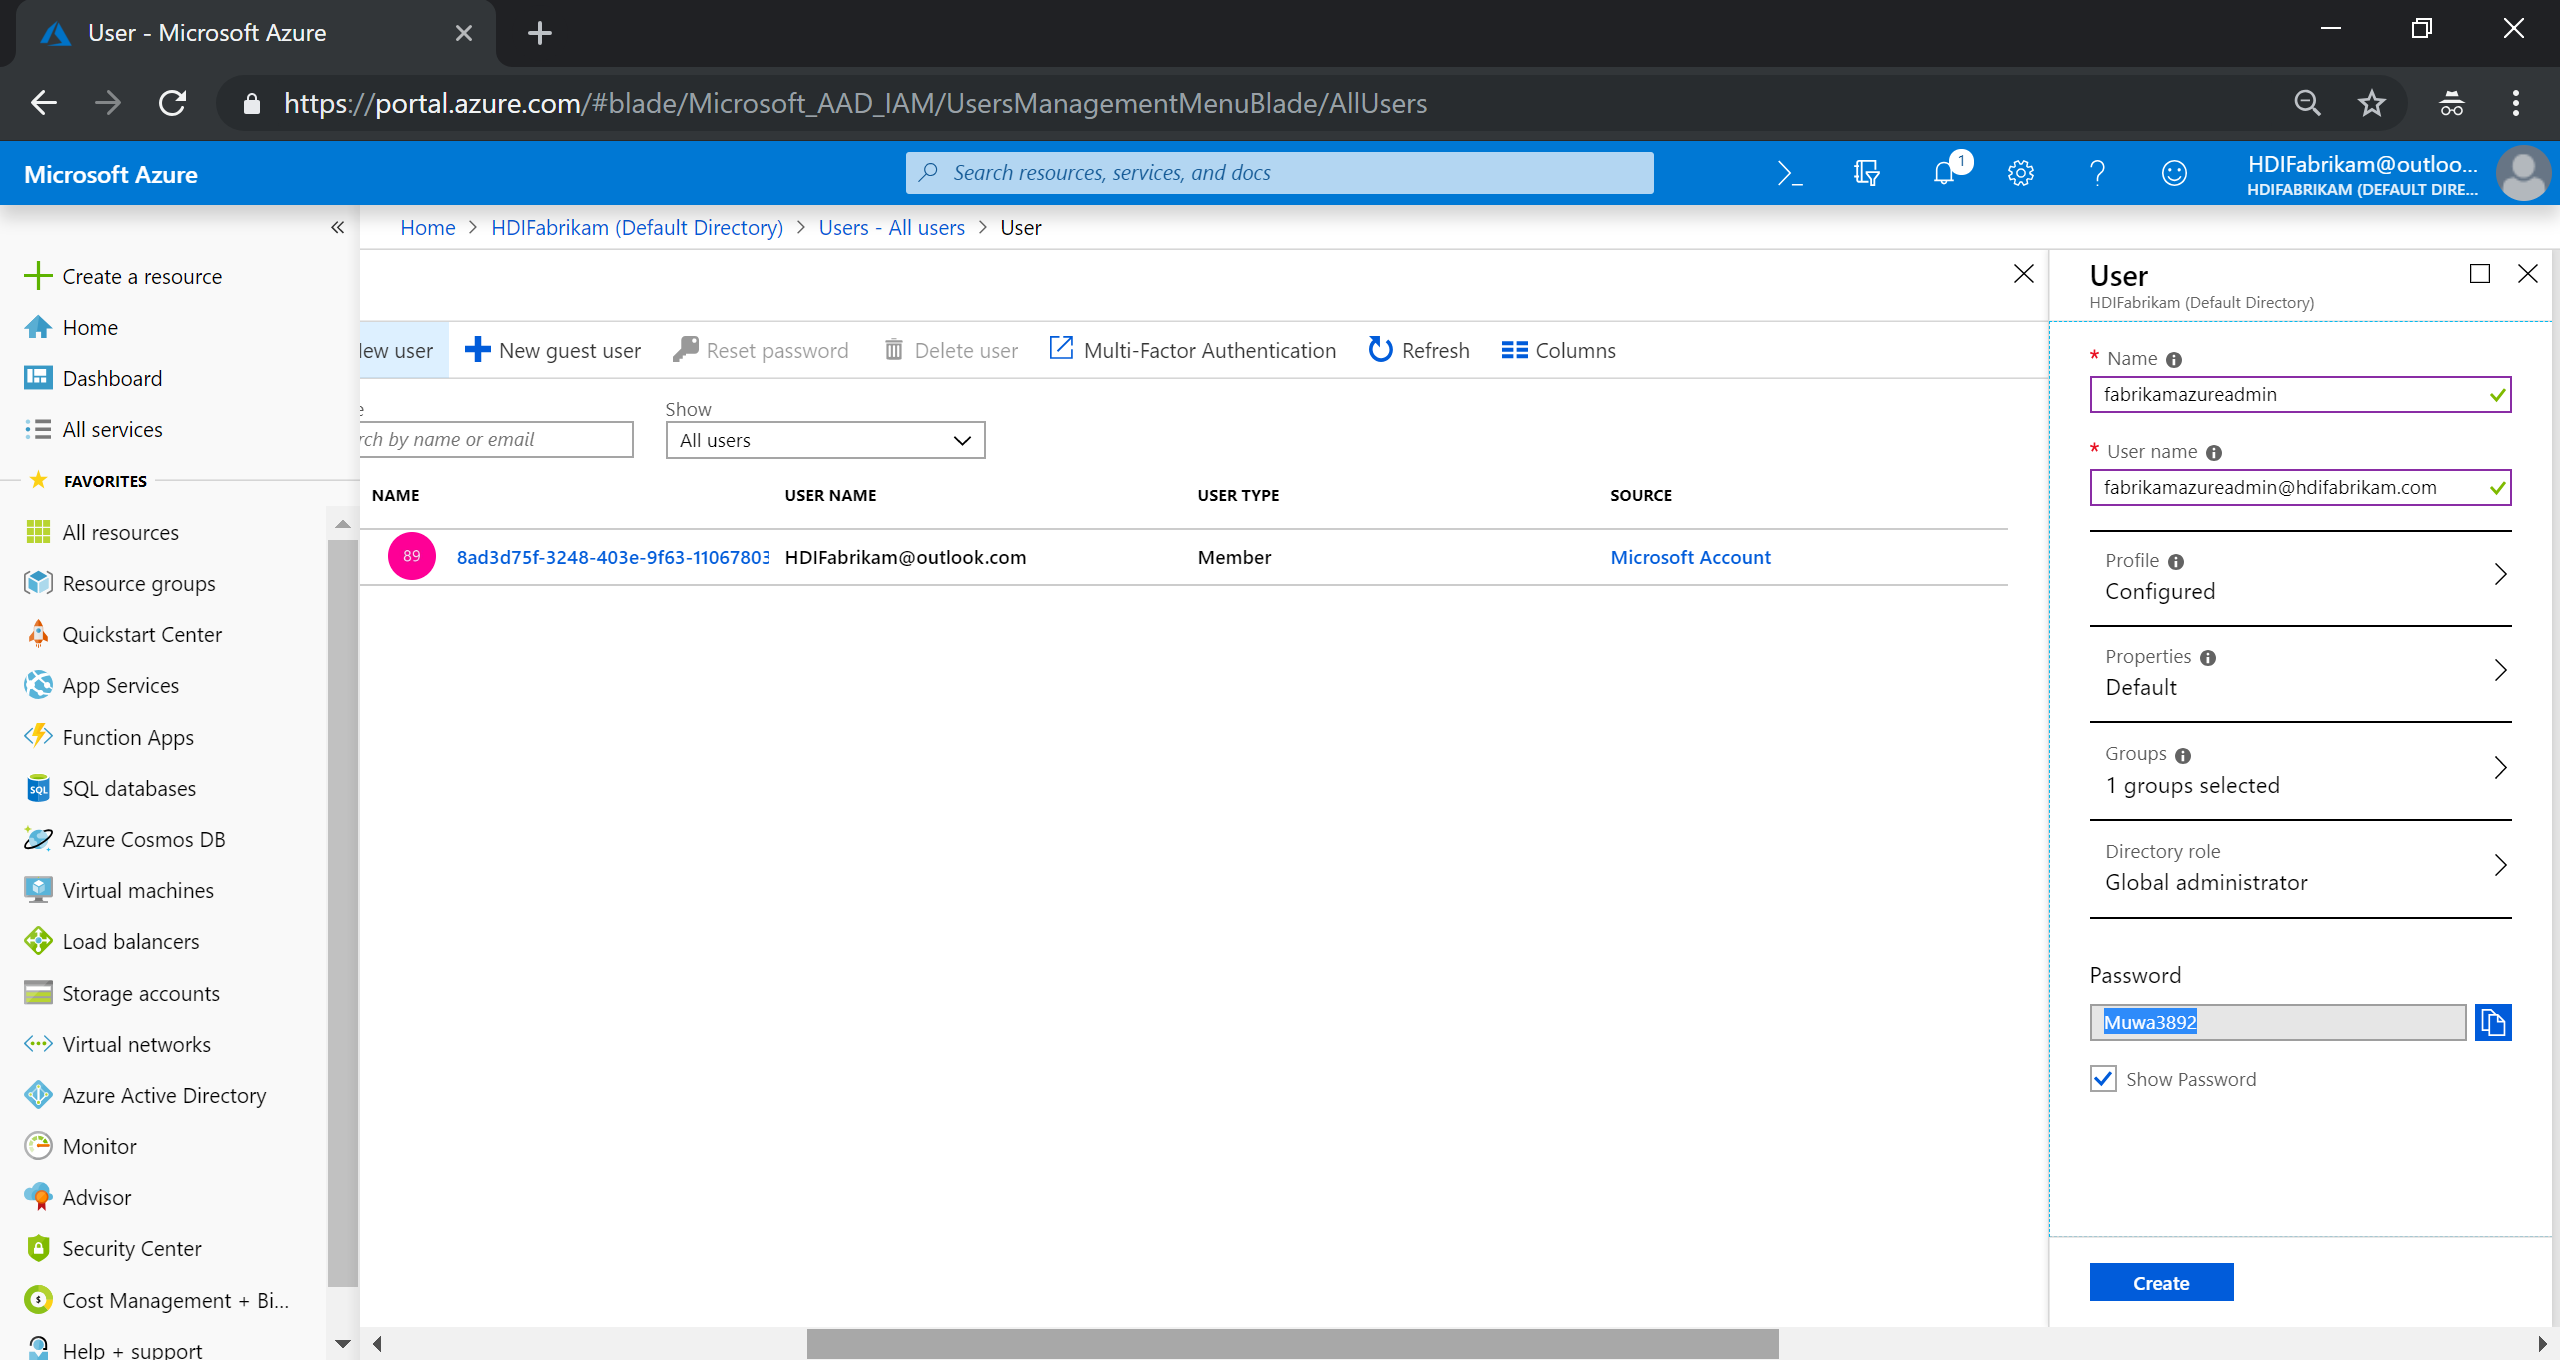 User - Microsoft Azure
https://portal.azure.com/#blade/Microsoft_AAD_IAM/UsersManagementMenuBlade/AllUsers
Microsoft Azure
Search resources, services, and docs
1
HDIFabrikam@outloo...
HDIFABRIKAM (DEFAULT DIRE...
Home > HDIFabrikam (Default Directory) > Users - All users > User
Create a resource
Home
Dashboard
All services
FAVORITES
All resources
Resource groups
Quickstart Center
App Services
Function Apps
SQL databases
Azure Cosmos DB
Virtual machines
Load balancers
Storage accounts
Virtual networks
Azure Active Directory
Monitor
Advisor
Security Center
Cost Management + Bi...
Help + support
ew user
New guest user
Reset password
Delete user
Multi-Factor Authentication
Refresh
Columns
Show
rch by name or email
All users
NAME USER NAME USER TYPE SOURCE
89 8ad3d75f-3248-403e-9f63-11067803 HDIFabrikam@outlook.com Member Microsoft Account
User
HDIFabrikam (Default Directory)
* Name
fabrikamazureadmin
* User name
fabrikamazureadmin@hdifabrikam.com
Profile
Configured
Properties
Default
Groups
1 groups selected
Directory role
Global administrator
Password
Muwa3892
Show Password
Create